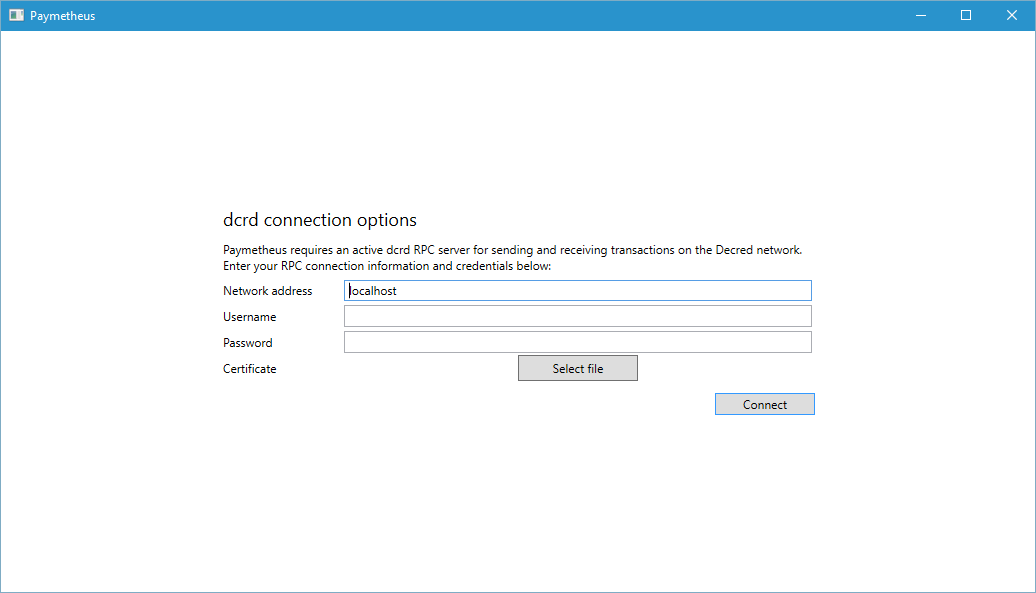 Paymetheus
dcrd connection options
Paymetheus requires an active dcrd RPC server for sending and receiving transactions on the Decred network.
Enter your RPC connection information and credentials below:
Network address localhost
Username
Password
Certificate Select file
Connect